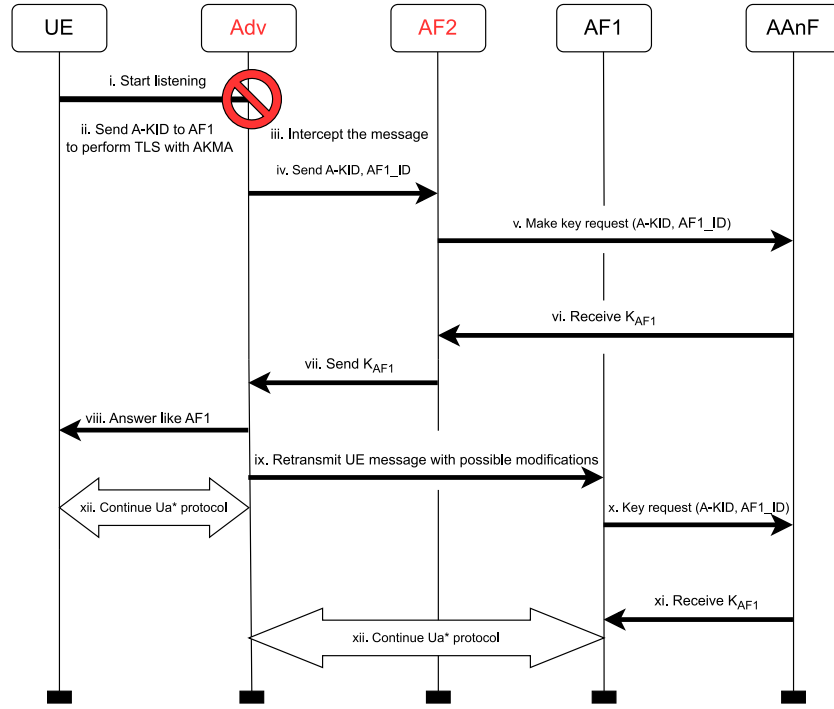 UE
Adv
AF2
AF1
AAnF
i. Start listening
ii. Send A-KID to AF1
to perform TLS with AKMA
iii. Intercept the message
iv. Send A-KID, AF1_ID
v. Make key request (A-KID, AF1_ID)
vi. Receive K_AF1
vii. Send K_AF1
viii. Answer like AF1
ix. Retransmit UE message with possible modifications
xii. Continue Ua* protocol
x. Key request (A-KID, AF1_ID)
xi. Receive K_AF1
xii. Continue Ua* protocol